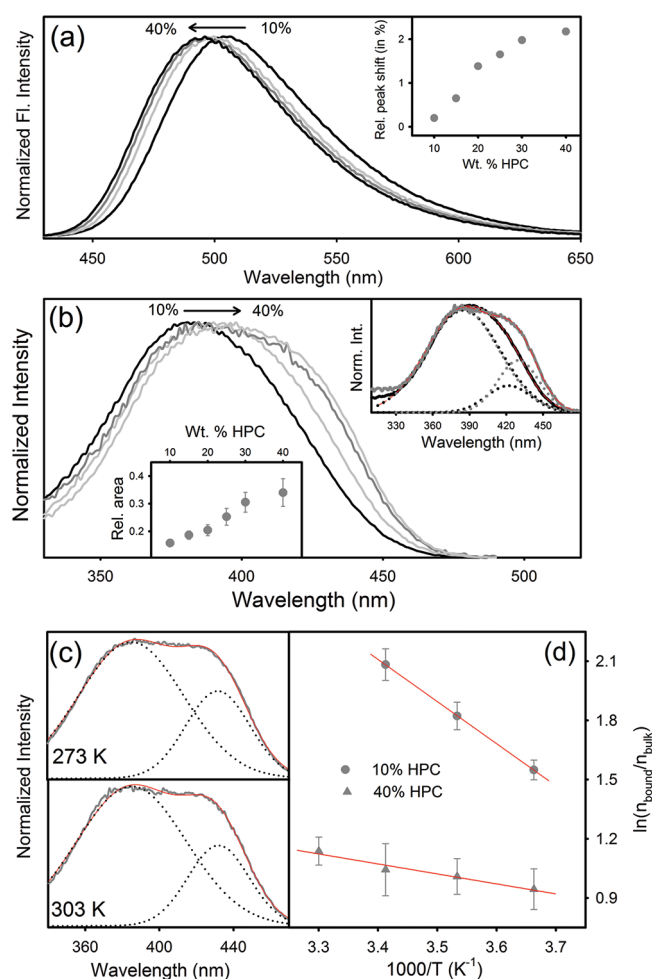 (a)
40%
10%
Normalized Fl. Intensity
450
500
550
600
650
Wavelength (nm)
Rel. peak shift (in %)
2
1
0
10
20
30
40
Wt. % HPC
(b)
10%
40%
Normalized Intensity
350
400
450
500
Wavelength (nm)
Wt. % HPC
10
20
30
40
Rel. area
0.4
0.3
0.2
Norm. Int.
330
390
420
450
Wavelength (nm)
(c)
273 K
303 K
Normalized Intensity
360
400
440
Wavelength (nm)
(d)
10% HPC
40% HPC
2.1
1.8
1.5
1.2
0.9
ln(nbound/nbulk)
3.3
3.4
3.5
3.6
3.7
1000/T (K-1)